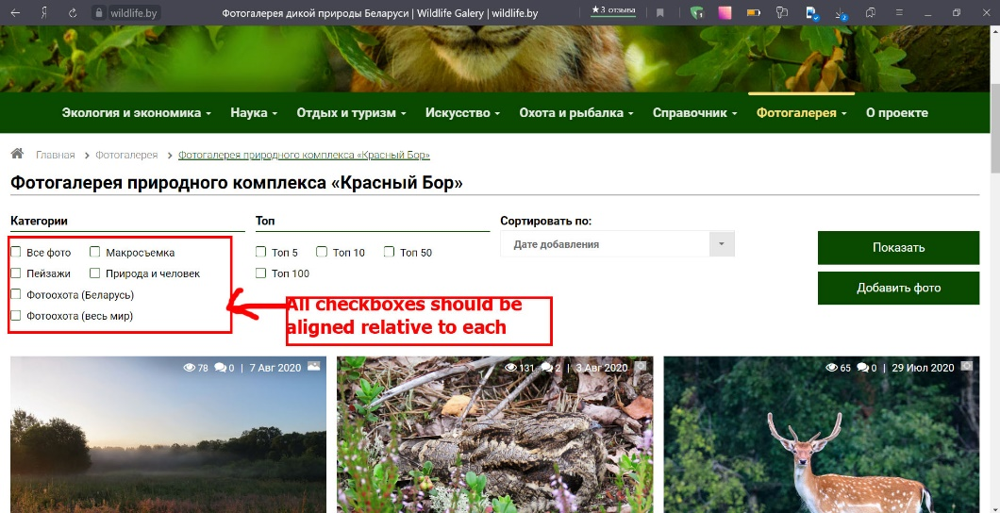 wildlife.by
Фотогалерея дикой природы Беларуси | Wildlife Galery | wildlife.by
★3 отзыва
1
2
Экология и экономика
Наука
Отдых и туризм
Искусство
Охота и рыбалка
Справочник
Фотогалерея
О проекте
Главная
Фотогалерея
Фотогалерея природного комплекса «Красный Бор»
Фотогалерея природного комплекса «Красный Бор»
Категории
Все фото
Макросъемка
Пейзажи
Природа и человек
Фотоохота (Беларусь)
Фотоохота (весь мир)
Топ
Топ 5
Топ 10
Топ 50
Топ 100
Сортировать по:
Дате добавления
Показать
Добавить фото
All checkboxes should be
aligned relative to each
78 0 | 7 Авг 2020
131 2 | 3 Авг 2020
65 0 | 29 Июл 2020